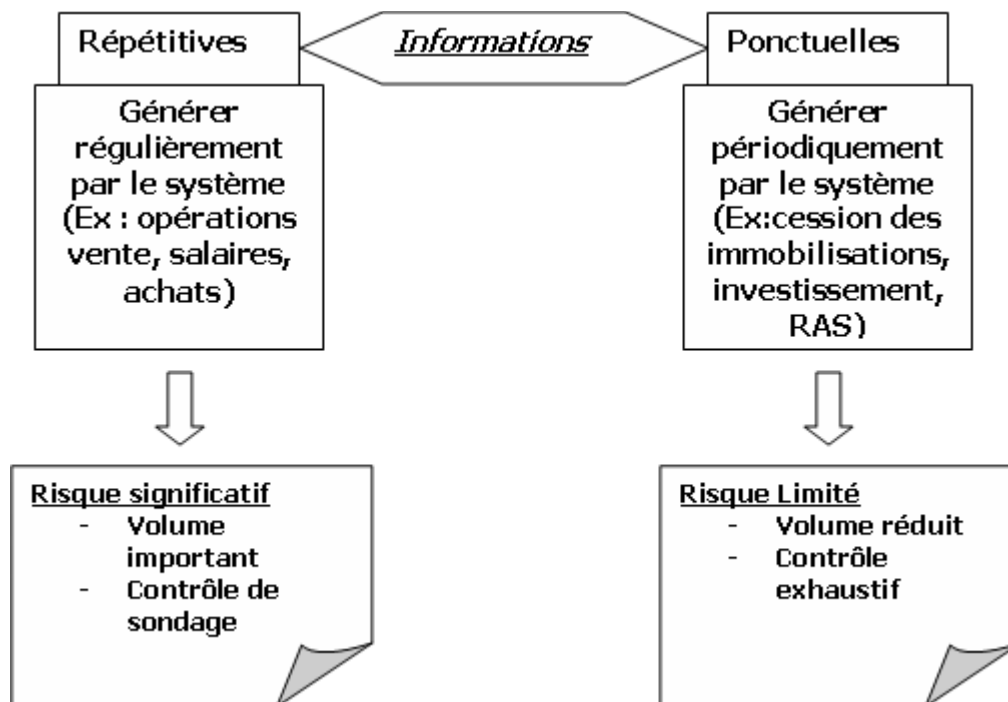 Répétitives
Informations
Ponctuelles
Générer
régulièrement
par le système
(Ex : opérations
vente, salaires,
achats)
Générer
périodiquement
par le système
(Ex:cession des
immobilisations,
investissement,
RAS)
Risque significatif
- Volume
important
- Contrôle de
sondage
Risque Limité
- Volume réduit
- Contrôle
exhaustif